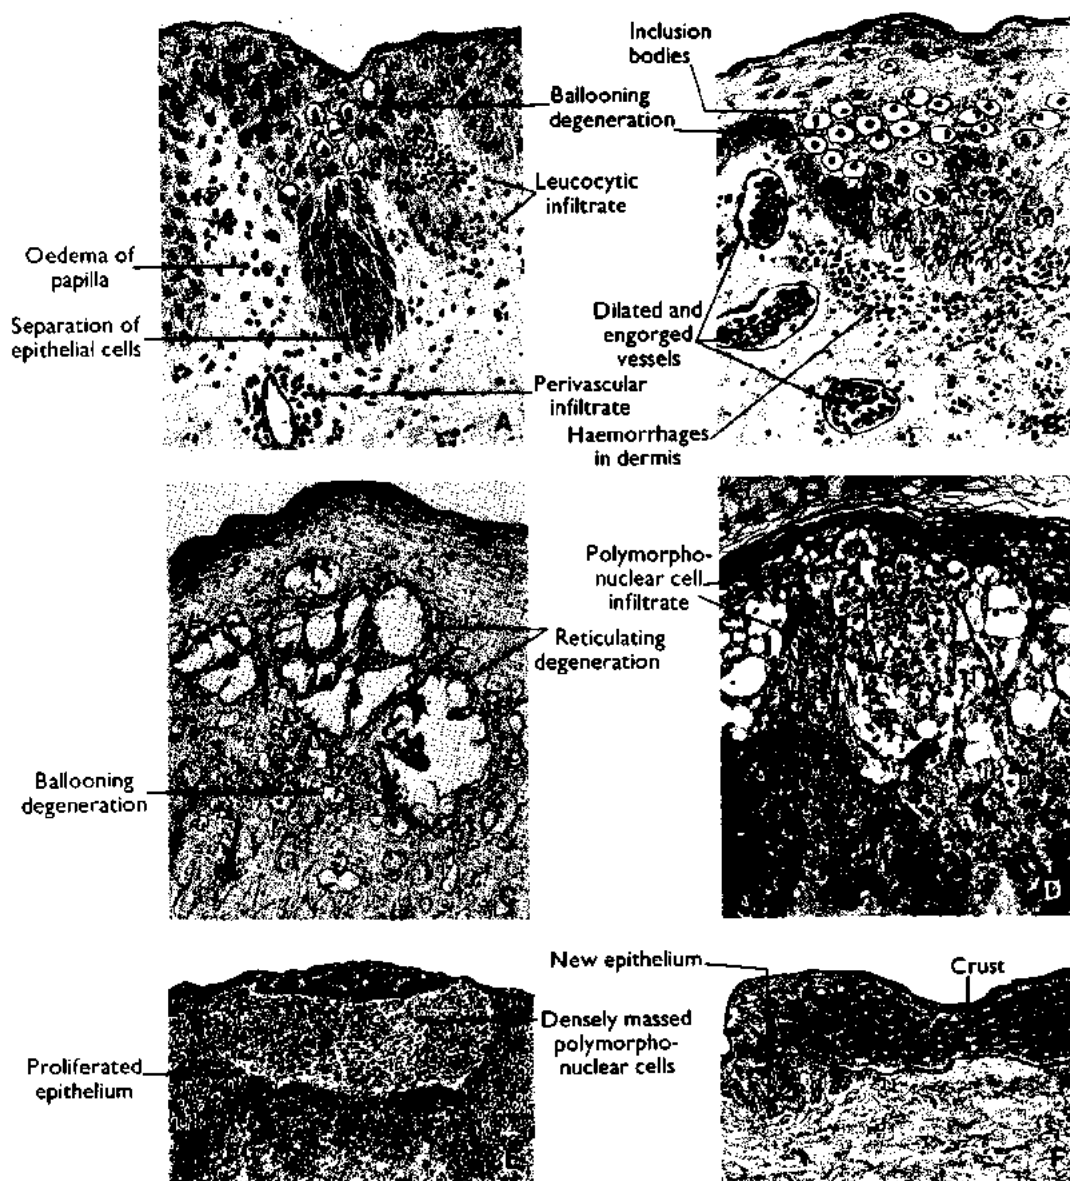 Inclusion
bodies
Ballooning
degeneration
Leucocytic
infiltrate
Oedema of
papilla
Separation of
epithelial cells
Dilated and
engorged
vessels
Perivascular
infiltrate
Haemorrhages
in dermis
A
Polymorpho-
nuclear cell
infiltrate
Reticulating
degeneration
Ballooning
degeneration
D
New epithelium
Crust
Densely massed
polymorpho-
nuclear cells
Proliferated
epithelium
E
F